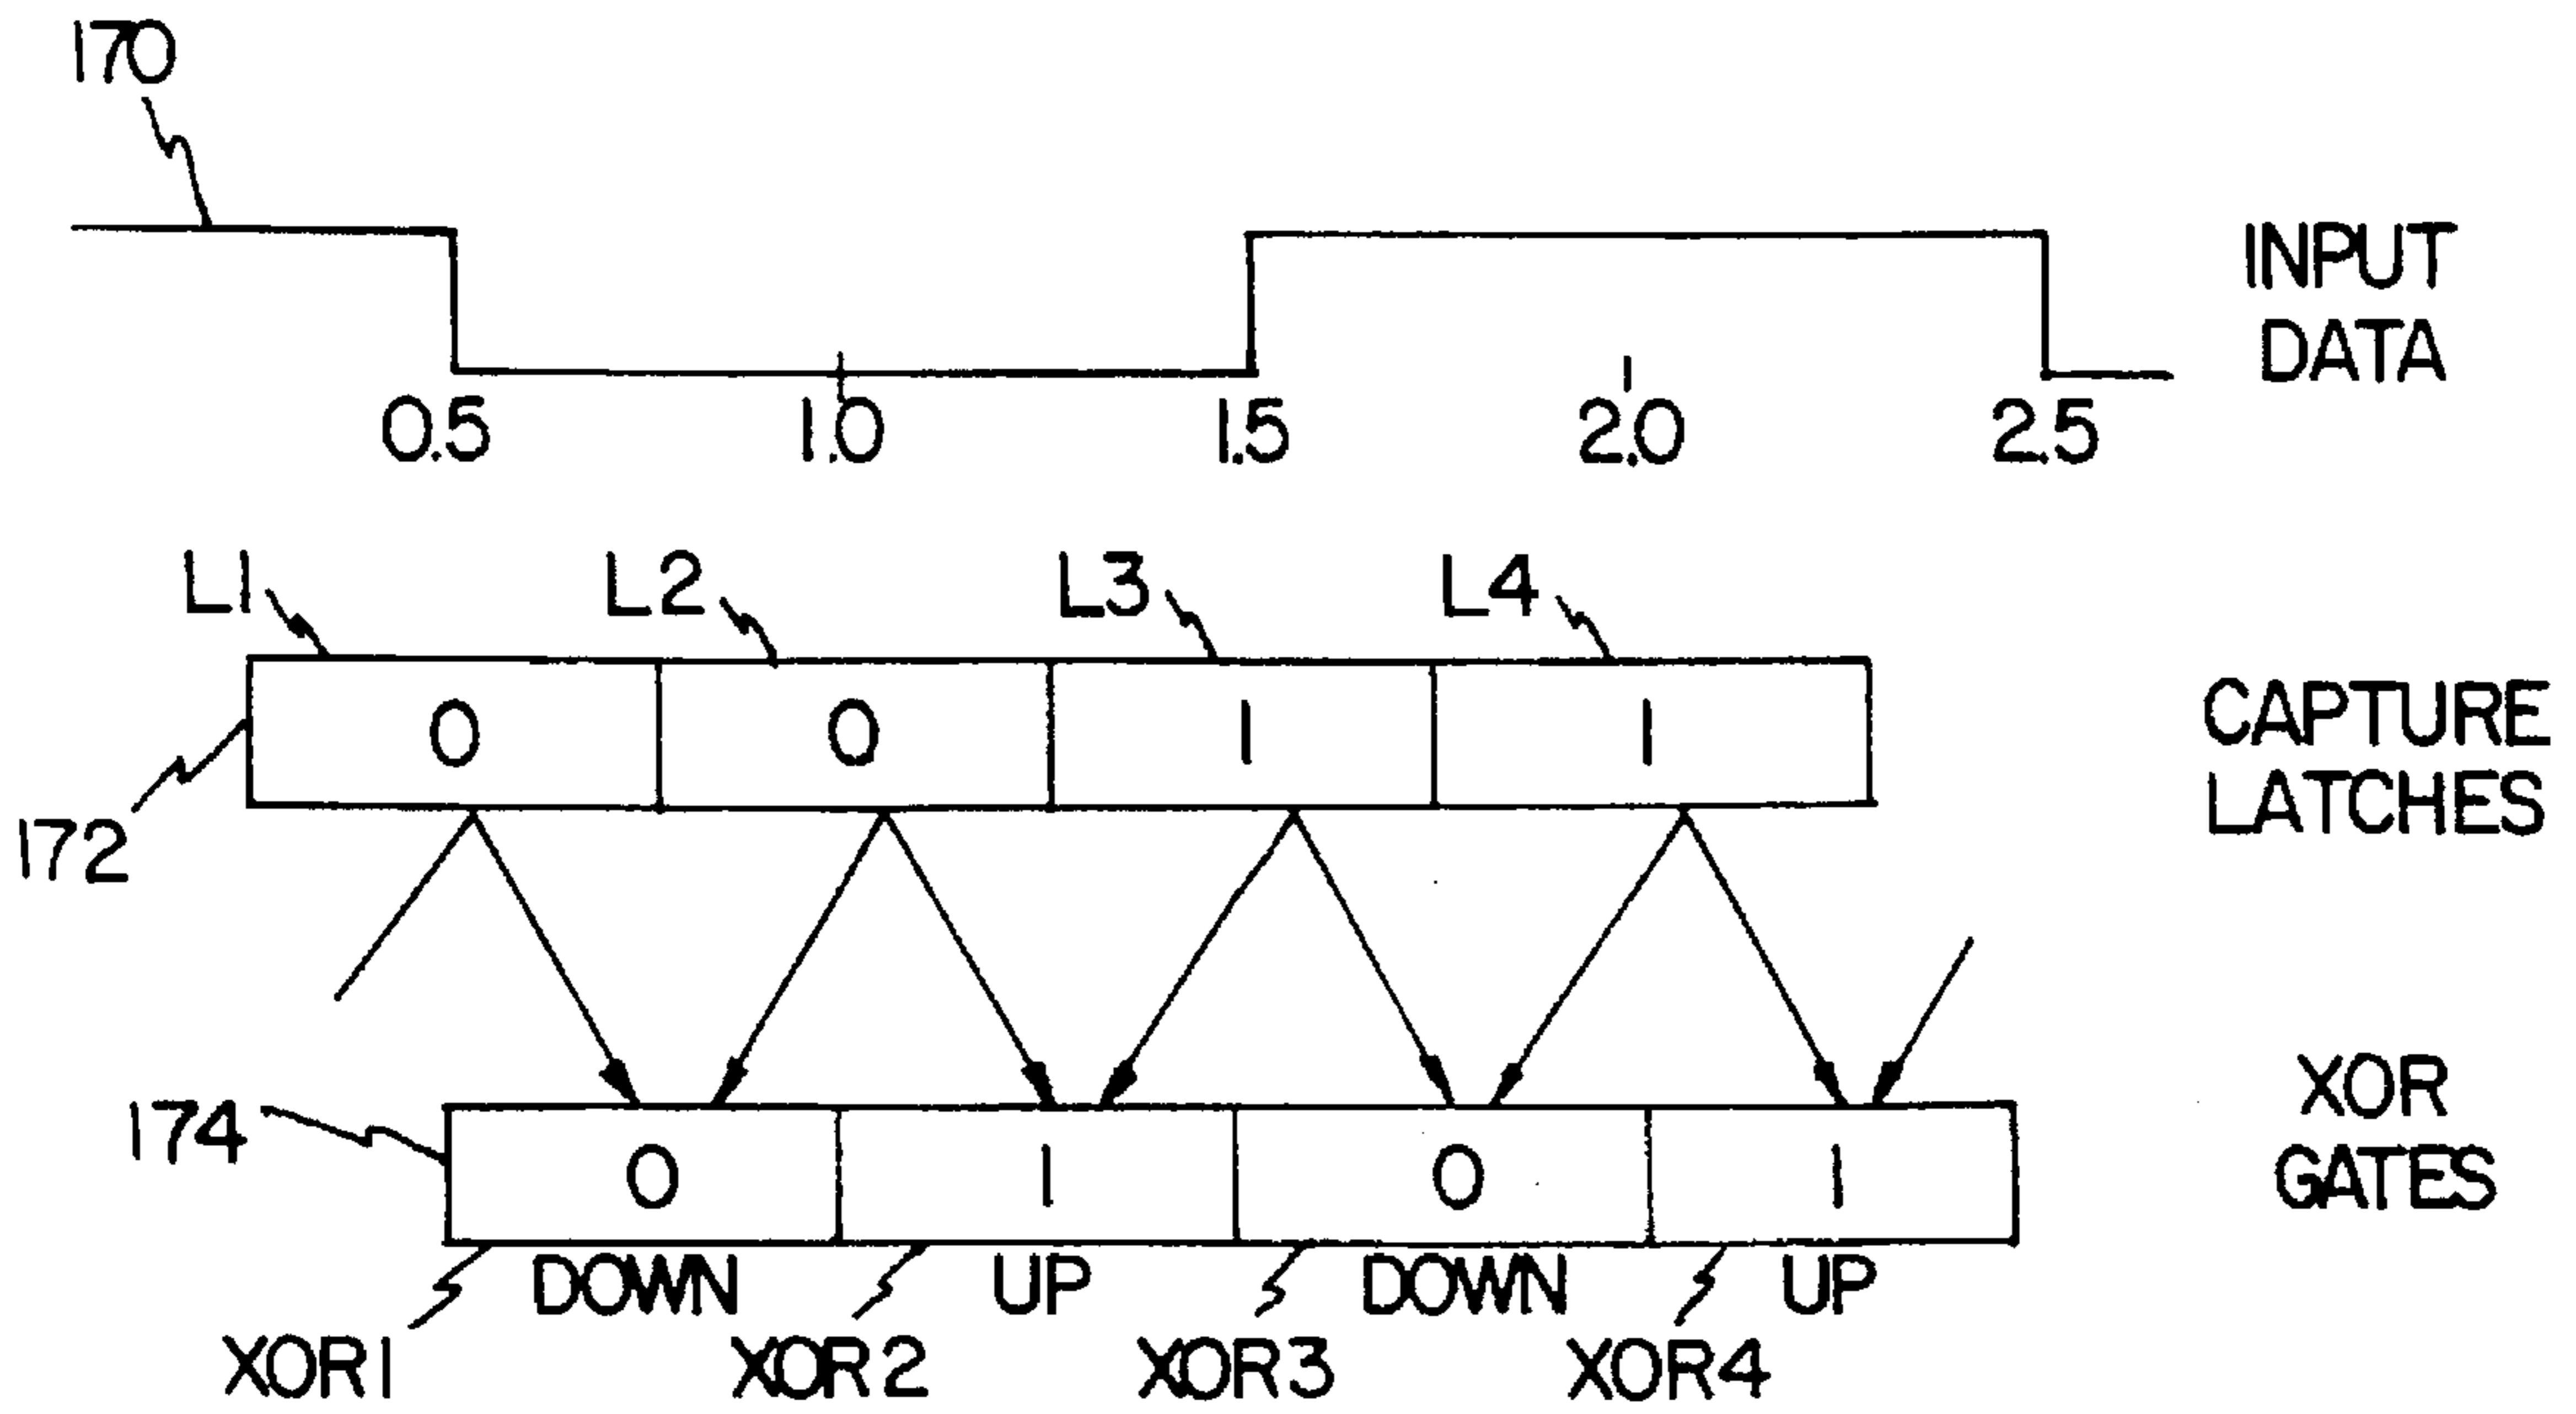 170
INPUT
DATA
0.5 1.0 1.5 2.0 2.5
L1 L2 L3 L4
0 0 1 1
CAPTURE
LATCHES
172
XOR
GATES
174
0 1 0 1
DOWN UP DOWN UP
XOR1 XOR2 XOR3 XOR4